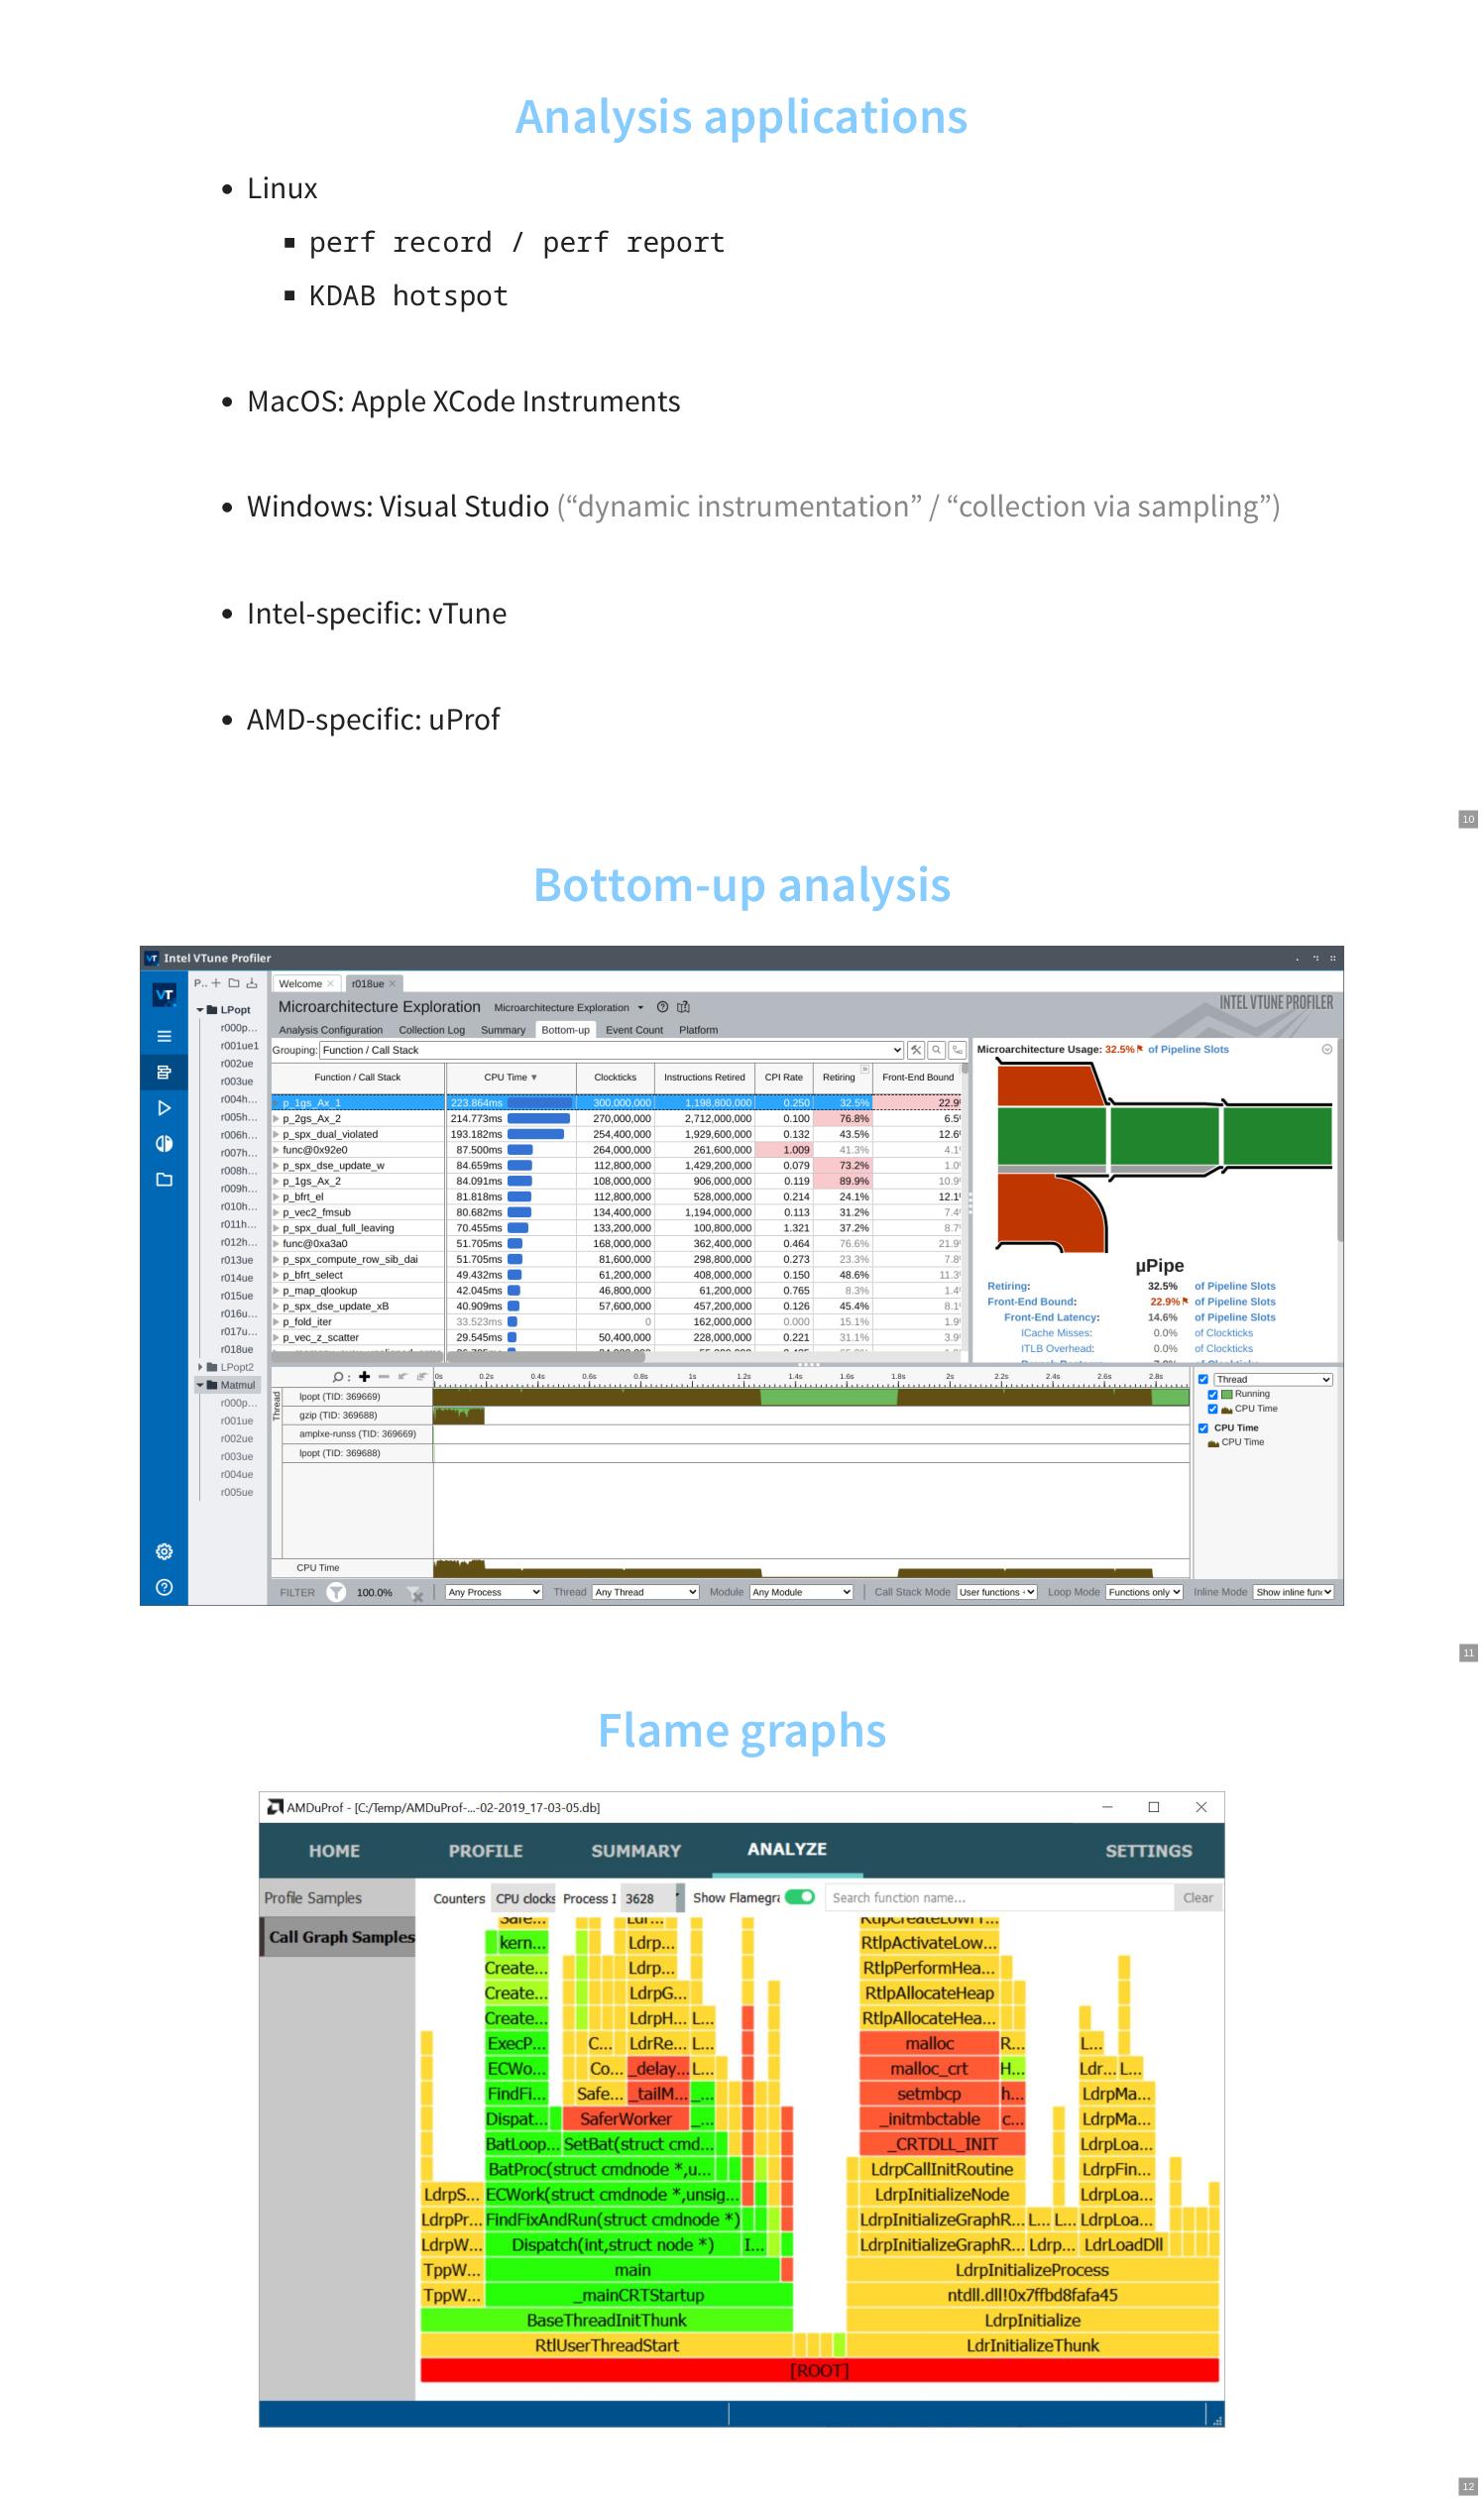 Analysis applications
Linux
perf record / perf report
KDAB hotspot
MacOS: Apple XCode Instruments
Windows: Visual Studio (“dynamic instrumentation” / “collection via sampling”)
Intel-specific: vTune
AMD-specific: uProf
10
Bottom-up analysis
Intel VTune Profiler
P.. Welcome r018ue
Microarchitecture Exploration Microarchitecture Exploration INTEL VTUNE PROFILER
Analysis Configuration Collection Log Summary Bottom-up Event Count Platform
LPopt
r000p...
r001ue1
r002ue
r003ue
r004h...
r005h...
r006h...
r007h...
r008h...
r009h...
r010h...
r011h...
r012h...
r013ue
r014ue
r015ue
r016u...
r017u...
r018ue
LPopt2
Matmul
r000p...
r001ue
r002ue
r003ue
r004ue
r005ue
Grouping: Function / Call Stack
Function / Call Stack CPU Time ▼ Clockticks Instructions Retired CPI Rate Retiring Front-End Bound
p_1gs_Ax_1 223.864ms 300,000,000 1,198,800,000 0.250 32.5% 22.9
p_2gs_Ax_2 214.773ms 270,000,000 2,712,000,000 0.100 76.8% 6.5
p_spx_dual_violated 193.182ms 254,400,000 1,929,600,000 0.132 43.5% 12.6
func@0x92e0 87.500ms 264,000,000 261,600,000 1.009 41.3% 4.1
p_spx_dse_update_w 84.659ms 112,800,000 1,429,200,000 0.079 73.2% 1.0
p_1gs_Ax_2 84.091ms 108,000,000 906,000,000 0.119 89.9% 10.9
p_bfrt_el 81.818ms 112,800,000 528,000,000 0.214 24.1% 12.1
p_vec2_fmsub 80.682ms 134,400,000 1,194,000,000 0.113 31.2% 7.4
p_spx_dual_full_leaving 70.455ms 133,200,000 100,800,000 1.321 37.2% 8.7
func@0xa3a0 51.705ms 168,000,000 362,400,000 0.464 76.6% 21.9
p_spx_compute_row_sib_dai 51.705ms 81,600,000 298,800,000 0.273 23.3% 7.8
p_bfrt_select 49.432ms 61,200,000 408,000,000 0.150 48.6% 11.3
p_map_qlookup 42.045ms 46,800,000 61,200,000 0.765 8.3% 1.4
p_spx_dse_update_xB 40.909ms 57,600,000 457,200,000 0.126 45.4% 8.1
p_fold_iter 33.523ms 0 162,000,000 0.000 15.1% 1.9
p_vec_z_scatter 29.545ms 50,400,000 228,000,000 0.221 31.1% 3.9
Microarchitecture Usage: 32.5% of Pipeline Slots
µPipe
Retiring: 32.5% of Pipeline Slots
Front-End Bound: 22.9% of Pipeline Slots
Front-End Latency: 14.6% of Pipeline Slots
ICache Misses: 0.0% of Clockticks
ITLB Overhead: 0.0% of Clockticks
0s 0.2s 0.4s 0.6s 0.8s 1s 1.2s 1.4s 1.6s 1.8s 2s 2.2s 2.4s 2.6s 2.8s
Thread
lpopt (TID: 369669)
gzip (TID: 369688)
amplxe-runss (TID: 369669)
lpopt (TID: 369688)
CPU Time
Thread
Running
CPU Time
CPU Time
CPU Time
FILTER 100.0% Any Process Thread Any Thread Module Any Module Call Stack Mode User functions Loop Mode Functions only Inline Mode Show inline func
11
Flame graphs
AMDuProf - [C:/Temp/AMDuProf-...-02-2019_17-03-05.db]
HOME PROFILE SUMMARY ANALYZE SETTINGS
Profile Samples
Call Graph Samples
Counters CPU clocks Process I 3628 Show Flamegra Search function name... Clear
Safe... Ldr...
kern... Ldrp... RtlpActivateLow...
Create... Ldrp... RtlpPerformHea...
Create... LdrpG... RtlpAllocateHeap
Create... LdrpH... L... RtlpAllocateHea...
ExecP... C... LdrRe... L... malloc R... L...
ECWo... Co... _delay... L... malloc_crt H... Ldr... L...
FindFi... Safe... _tailM... _... setmbcp h... LdrpMa...
Dispat... SaferWorker _... _initmbctable c... LdrpMa...
BatLoop... SetBat(struct cmd... _CRTDLL_INIT LdrpLoa...
BatProc(struct cmdnode *,u... LdrpCallInitRoutine LdrpFin...
LdrpS... ECWork(struct cmdnode *,unsig... LdrpInitializeNode LdrpLoa...
LdrpPr... FindFixAndRun(struct cmdnode *) LdrpInitializeGraphR... L... L... LdrpLoa...
LdrpW... Dispatch(int,struct node *) I... LdrpInitializeGraphR... Ldrp... LdrLoadDll
TppW... main LdrpInitializeProcess
TppW... _mainCRTStartup ntdll.dll!0x7ffbd8fafa45
BaseThreadInitThunk LdrpInitialize
RtlUserThreadStart LdrInitializeThunk
[ROOT]
12